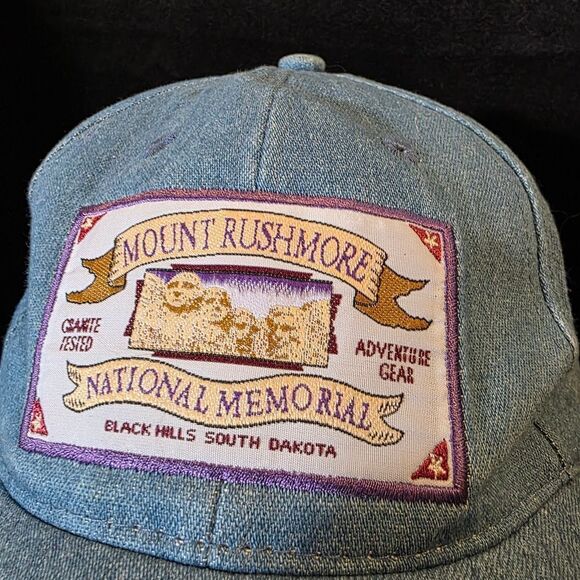 MOUNT RUSHMORE
GRANITE
TESTED
ADVENTURE
GEAR
NATIONAL MEMORIAL
BLACK HILLS SOUTH DAKOTA